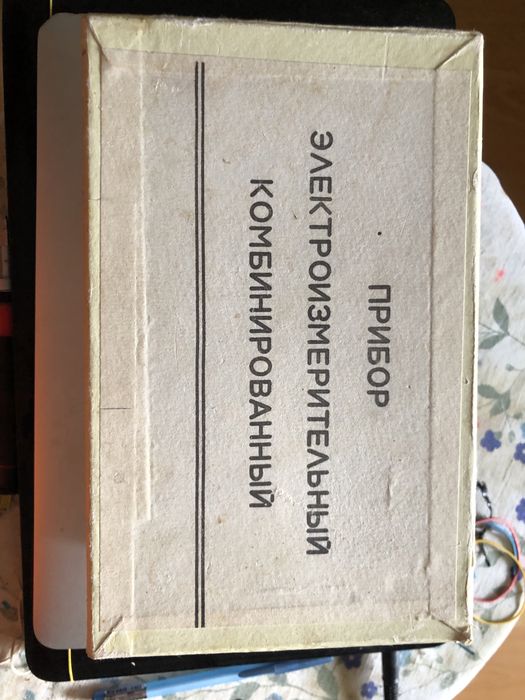 ПРИБОР
ЭЛЕКТРОИЗМЕРИТЕЛЬНЫЙ
КОМБИНИРОВАННЫЙ